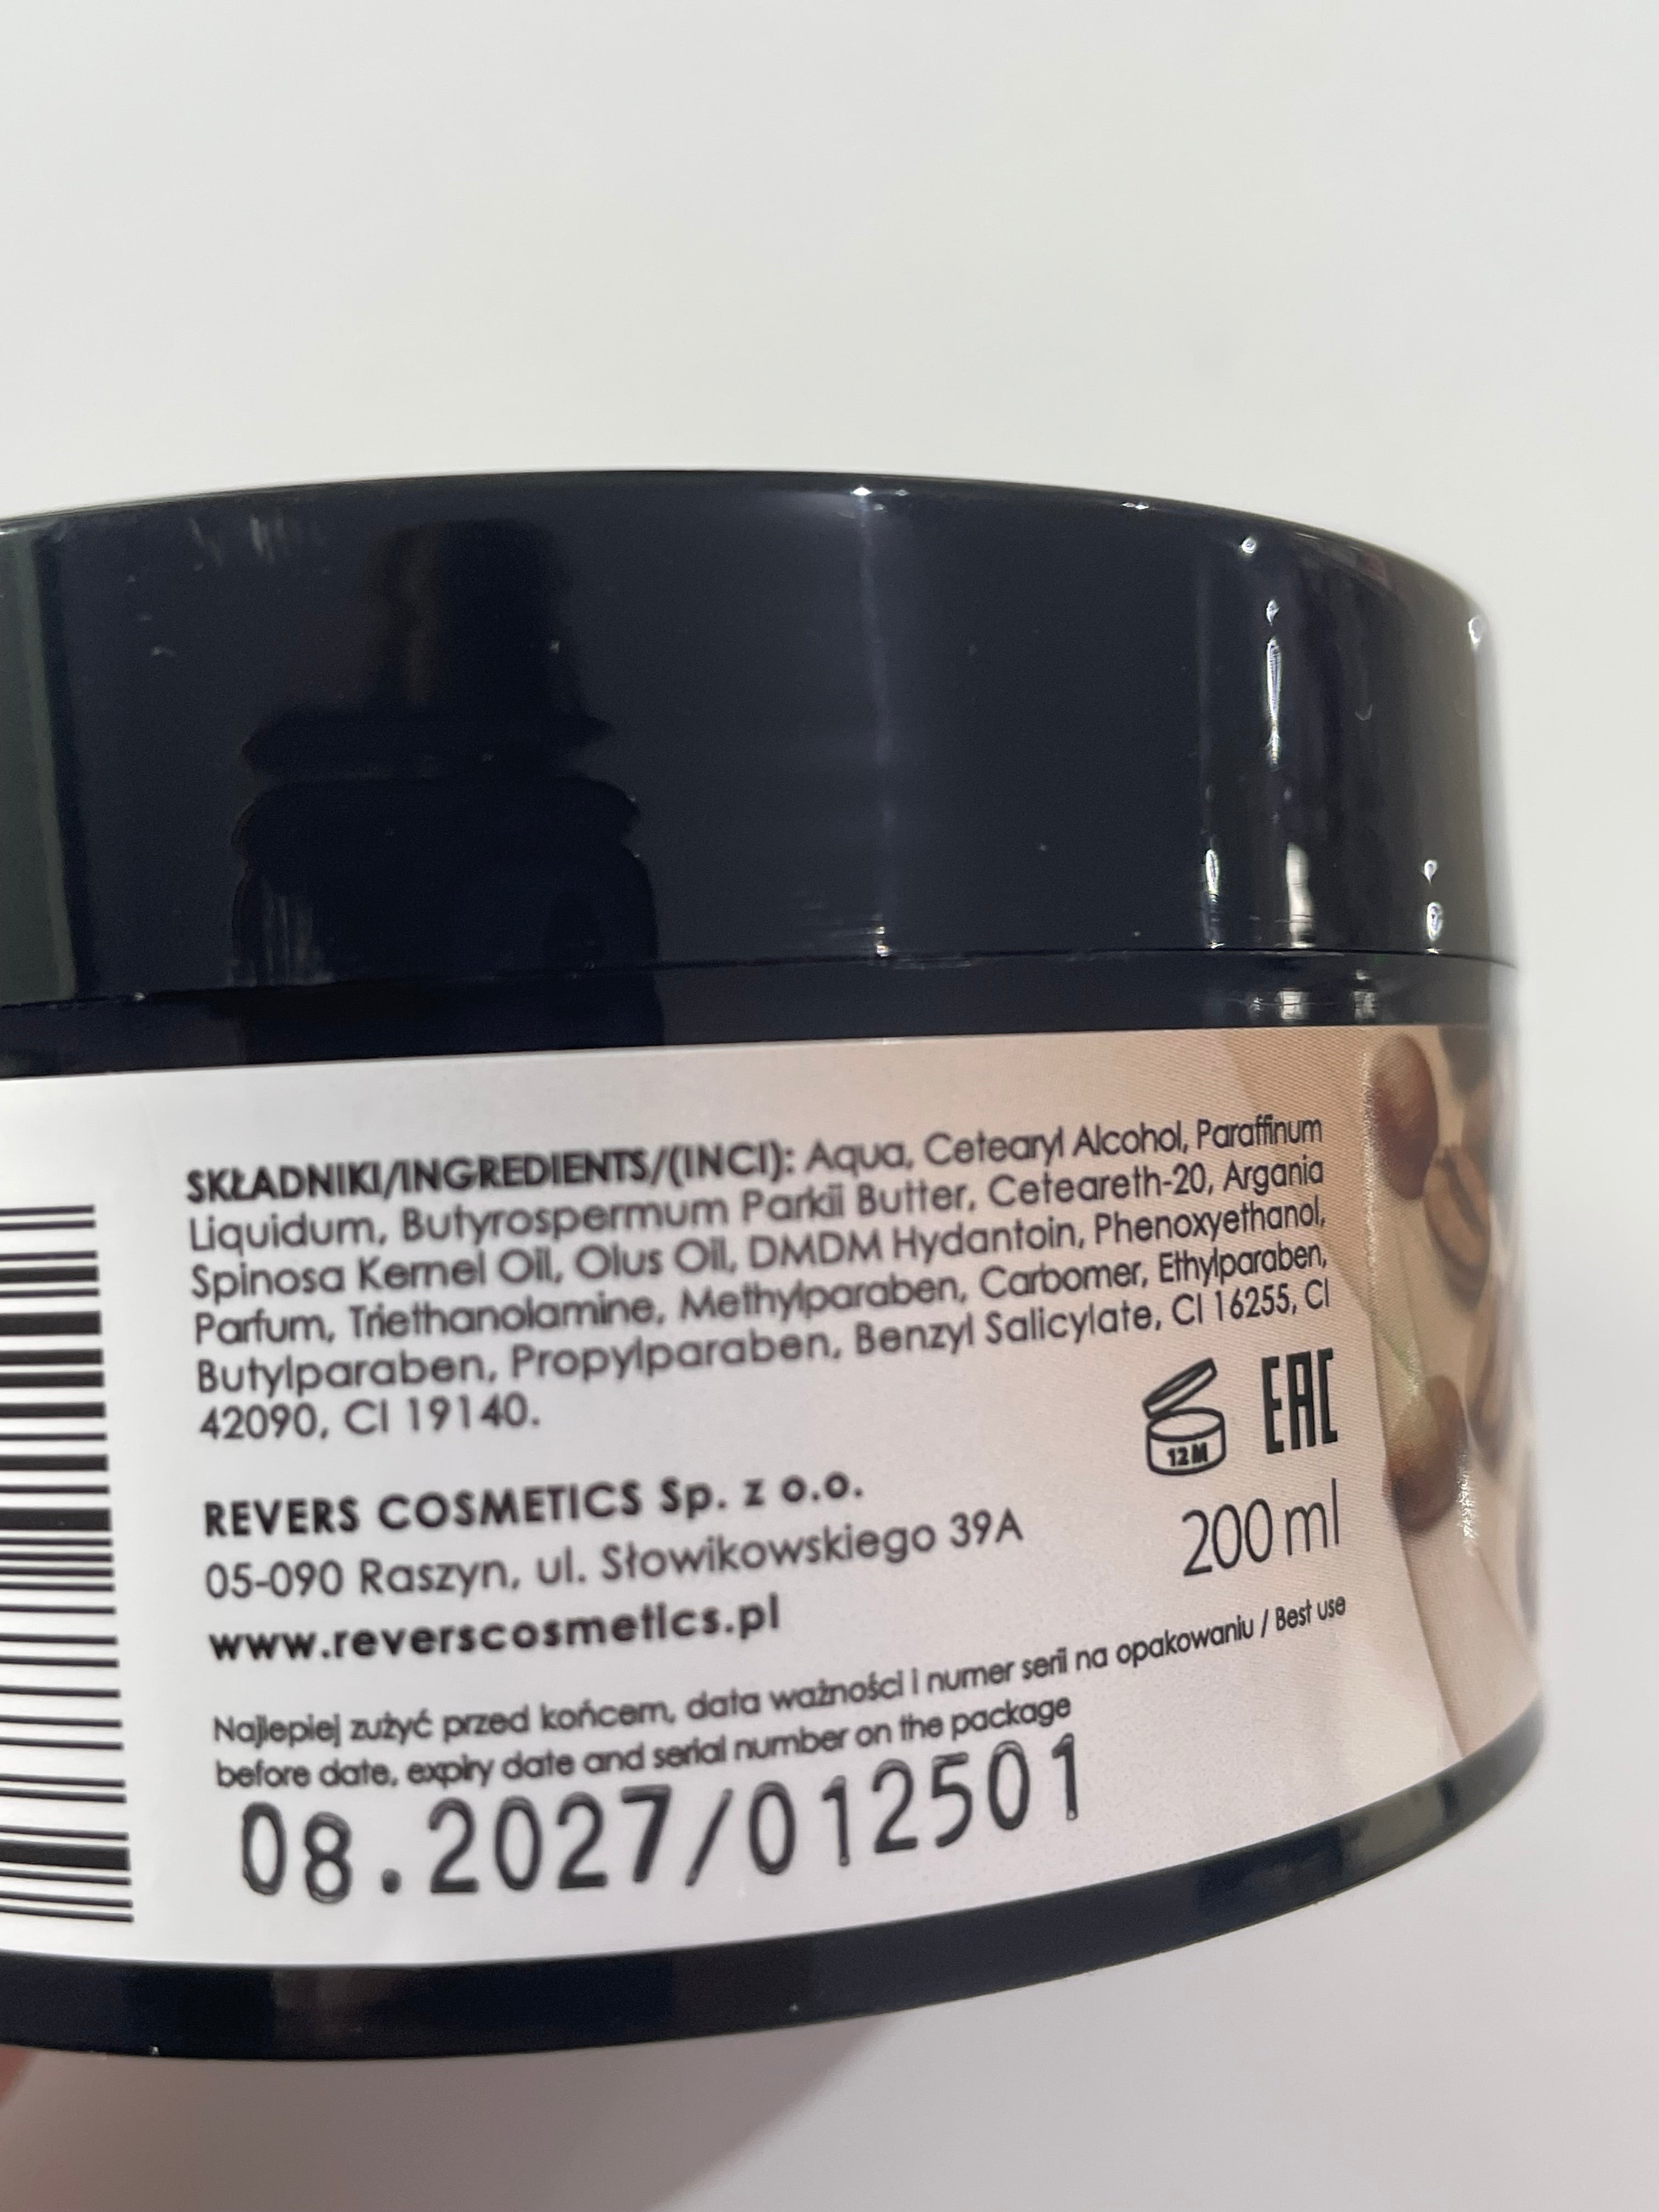 SKŁADNIKI/INGREDIENTS/(INCI): Aqua, Cetearyl Alcohol, Paraffinum
Liquidum, Butyrospermum Parkii Butter, Ceteareth-20, Argania
Spinosa Kernel Oil, Olus Oil, DMDM Hydantoin, Phenoxyethanol,
Parfum, Triethanolamine, Methylparaben, Carbomer, Ethylparaben,
Butylparaben, Propylparaben, Benzyl Salicylate, CI 16255, CI
42090, CI 19140.
12M
EAC
REVERS COSMETICS Sp. z o.o.
05-090 Raszyn, ul. Słowikowskiego 39A
200 ml
www.reverscosmetics.pl
Najlepiej zużyć przed końcem, data ważności i numer serii na opakowaniu / Best use
before date, expiry date and serial number on the package
08.2027/012501